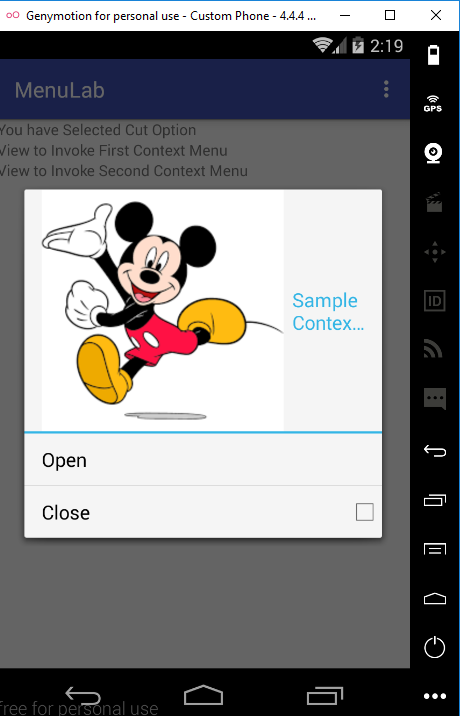 Genymotion for personal use - Custom Phone - 4.4.4 ...
2:19
MenuLab
GPS
You have Selected Cut Option
View to Invoke First Context Menu
View to Invoke Second Context Menu
ID
Sample
Contex...
Open
Close
free for personal use